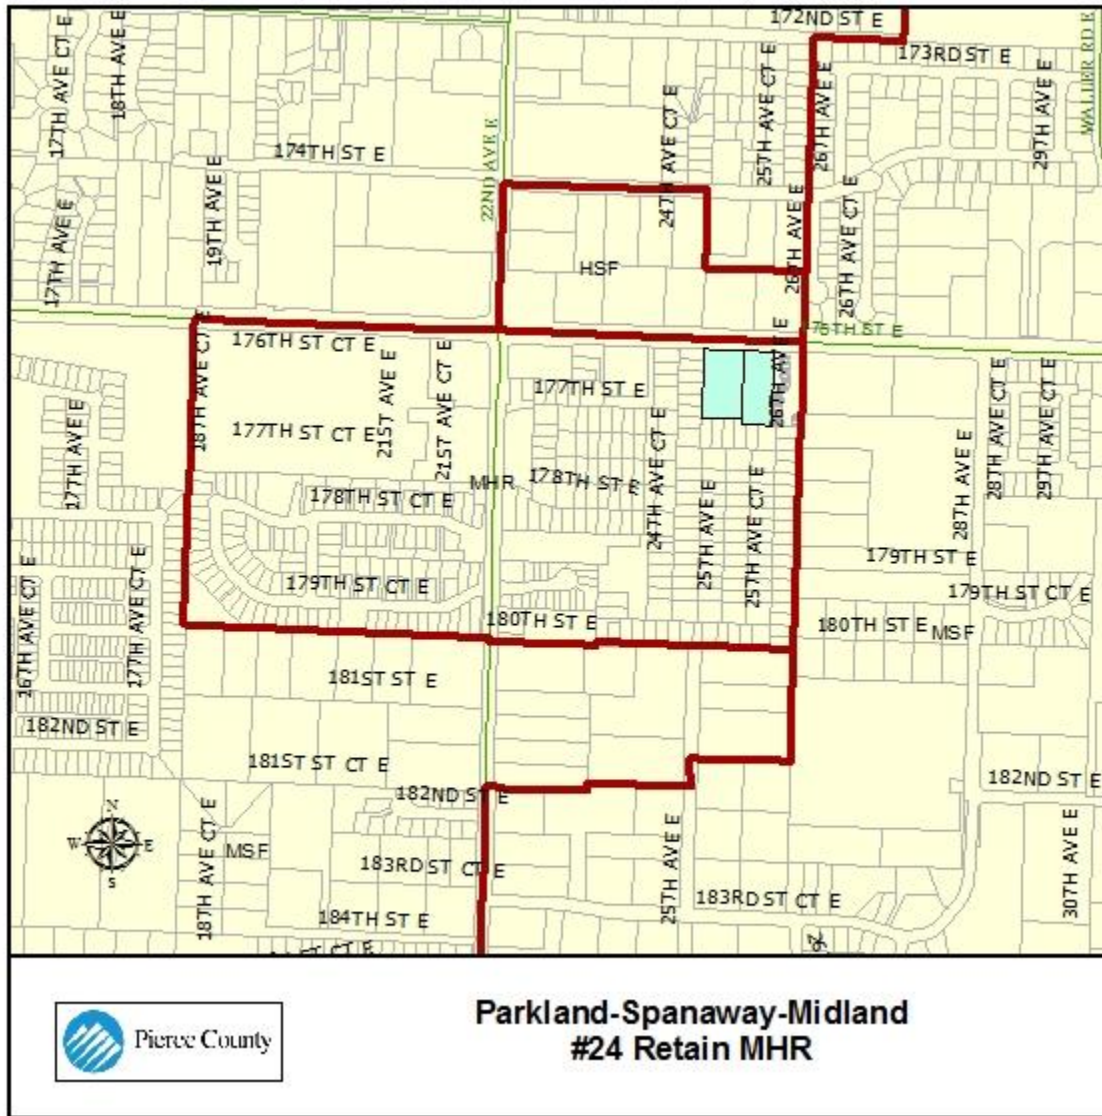 172ND ST E
173RD ST E
WALLER RD E
17TH AVE CT E
18TH AVE E
25TH AVE CT E
26TH AVE E
29TH AVE E
24TH AVE CT E
174TH ST E
22ND AVE E
19TH AVE E
17TH AVE E
26TH AVE CT E
26TH AVE E
HSF
176TH ST E
18TH AVE CT E
176TH ST CT E
21ST AVE E
21ST AVE CT E
177TH ST E
26TH AVE E
28TH AVE CT E
29TH AVE CT E
177TH AVE E
177TH ST CT E
24TH AVE CT E
28TH AVE E
MHR
178TH ST E
178TH ST CT E
25TH AVE E
25TH AVE CT E
179TH ST E
179TH ST CT E
179TH ST CT E
16TH AVE CT E
177TH AVE CT E
180TH ST E
180TH ST E
MSF
181ST ST E
182ND ST E
181ST ST CT E
182ND ST E
182ND ST E
N
W E
S
18TH AVE CT E
MSF
183RD ST CT E
25TH AVE E
183RD ST CT E
30TH AVE E
184TH ST E
Pierce County
Parkland-Spanaway-Midland
#24 Retain MHR